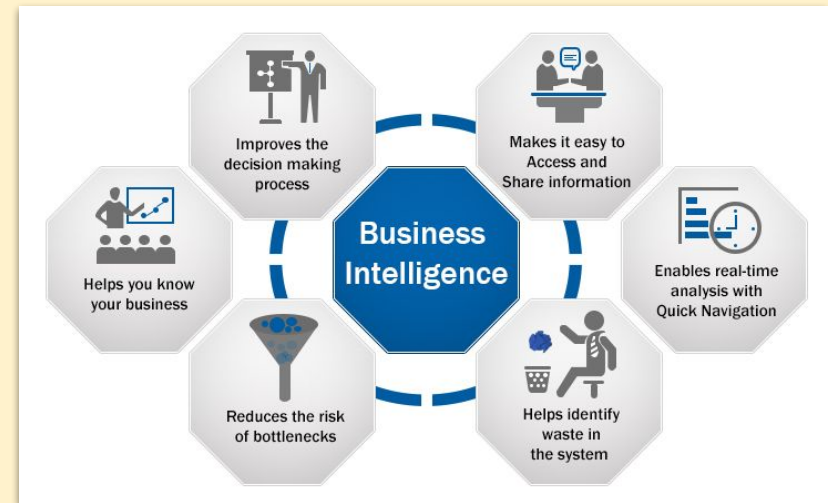 Improves the
decision making
process
Makes it easy to
Access and
Share information
Helps you know
your business
Business
Intelligence
Enables real-time
analysis with
Quick Navigation
Reduces the risk
of bottlenecks
Helps identify
waste in
the system